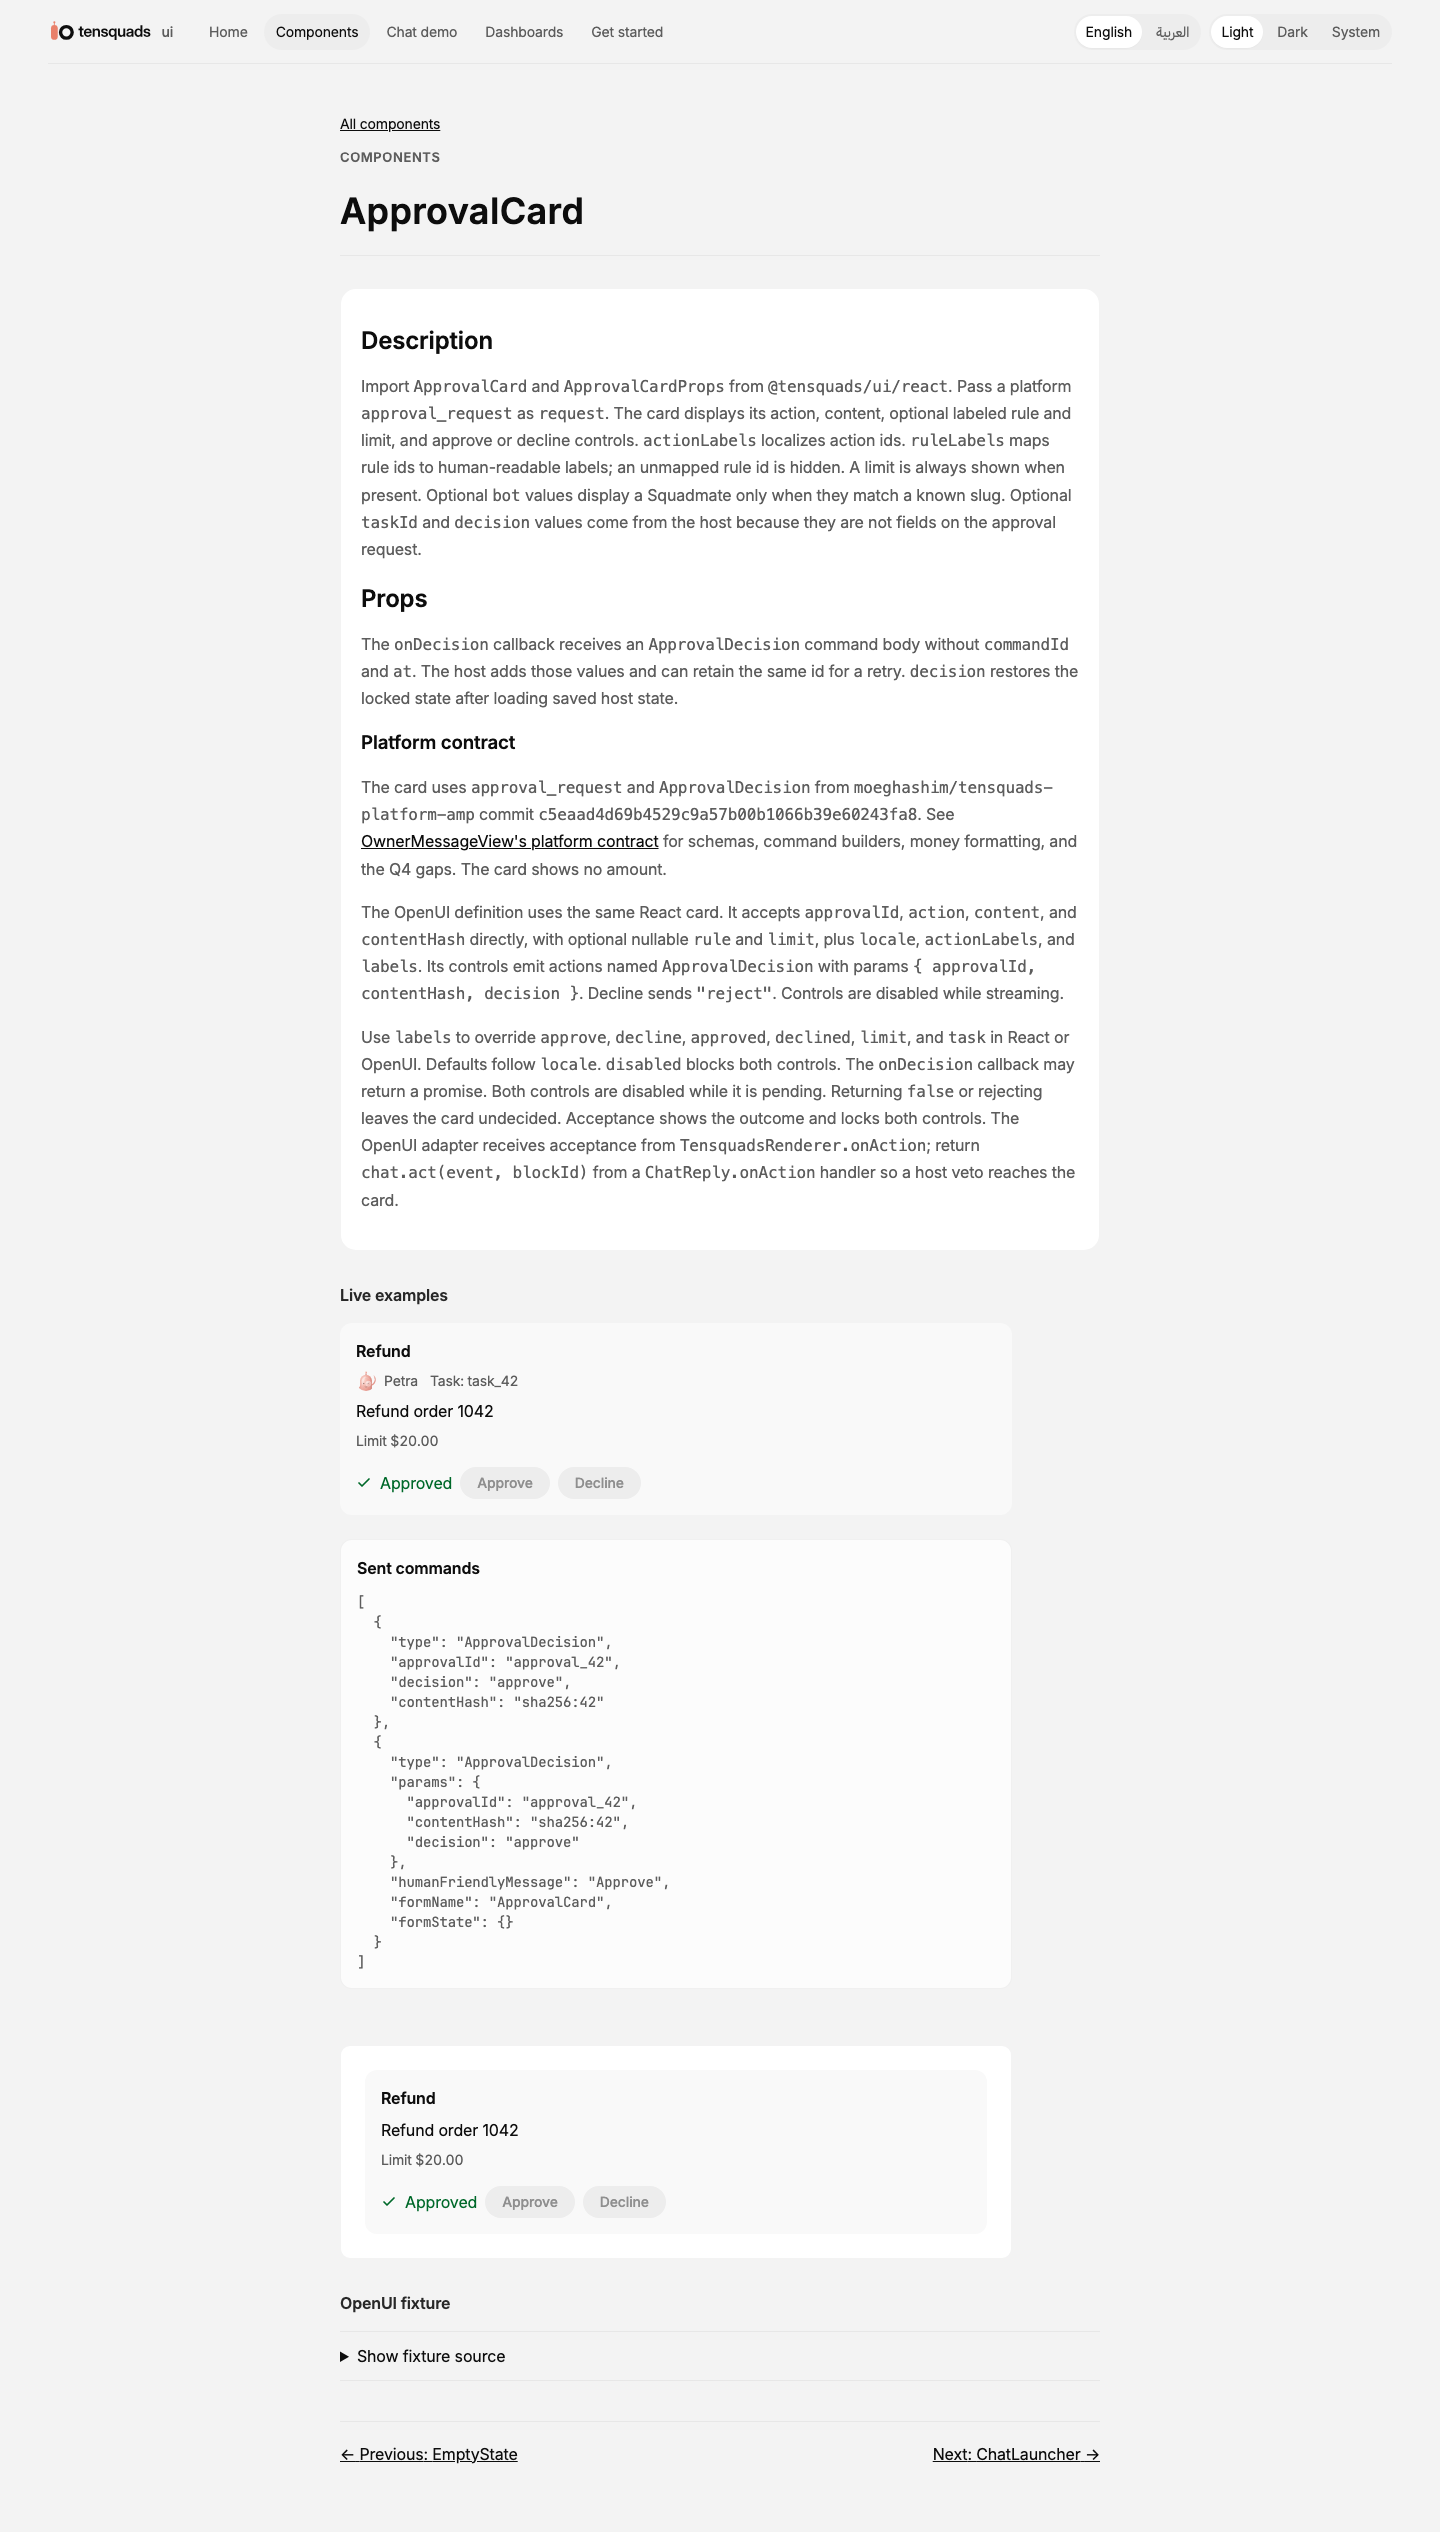 tensquads ui Home Components Chat demo Dashboards Get started English العربية Light Dark System
All components
COMPONENTS
ApprovalCard
Description
Import ApprovalCard and ApprovalCardProps from @tensquads/ui/react. Pass a platform
approval_request as request. The card displays its action, content, optional labeled rule and
limit, and approve or decline controls. actionLabels localizes action ids. ruleLabels maps
rule ids to human-readable labels; an unmapped rule id is hidden. A limit is always shown when
present. Optional bot values display a Squadmate only when they match a known slug. Optional
taskId and decision values come from the host because they are not fields on the approval
request.
Props
The onDecision callback receives an ApprovalDecision command body without commandId
and at. The host adds those values and can retain the same id for a retry. decision restores the
locked state after loading saved host state.
Platform contract
The card uses approval_request and ApprovalDecision from moeghashim/tensquads-
platform-amp commit c5eaad4d69b4529c9a57b00b1066b39e60243fa8. See
OwnerMessageView's platform contract for schemas, command builders, money formatting, and
the Q4 gaps. The card shows no amount.
The OpenUI definition uses the same React card. It accepts approvalId, action, content, and
contentHash directly, with optional nullable rule and limit, plus locale, actionLabels, and
labels. Its controls emit actions named ApprovalDecision with params { approvalId,
contentHash, decision }. Decline sends "reject". Controls are disabled while streaming.
Use labels to override approve, decline, approved, declined, limit, and task in React or
OpenUI. Defaults follow locale. disabled blocks both controls. The onDecision callback may
return a promise. Both controls are disabled while it is pending. Returning false or rejecting
leaves the card undecided. Acceptance shows the outcome and locks both controls. The
OpenUI adapter receives acceptance from TensquadsRenderer.onAction; return
chat.act(event, blockId) from a ChatReply.onAction handler so a host veto reaches the
card.
Live examples
Refund
Petra Task: task_42
Refund order 1042
Limit $20.00
Approved Approve Decline
Sent commands
[
  {
    "type": "ApprovalDecision",
    "approvalId": "approval_42",
    "decision": "approve",
    "contentHash": "sha256:42"
  },
  {
    "type": "ApprovalDecision",
    "params": {
      "approvalId": "approval_42",
      "contentHash": "sha256:42",
      "decision": "approve"
    },
    "humanFriendlyMessage": "Approve",
    "formName": "ApprovalCard",
    "formState": {}
  }
]
Refund
Refund order 1042
Limit $20.00
Approved Approve Decline
OpenUI fixture
▶ Show fixture source
← Previous: EmptyState Next: ChatLauncher →